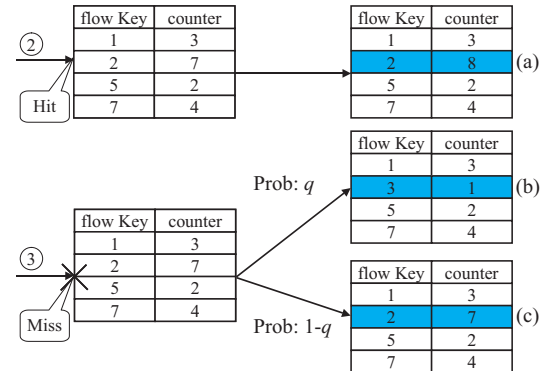 flow Key counter
1 3
2 7
5 2
7 4
②
Hit
flow Key counter
1 3
2 8
5 2
7 4
(a)
flow Key counter
1 3
3 1
5 2
7 4
(b)
Prob: q
flow Key counter
1 3
2 7
5 2
7 4
③
Miss
Prob: 1-q
flow Key counter
1 3
2 7
5 2
7 4
(c)